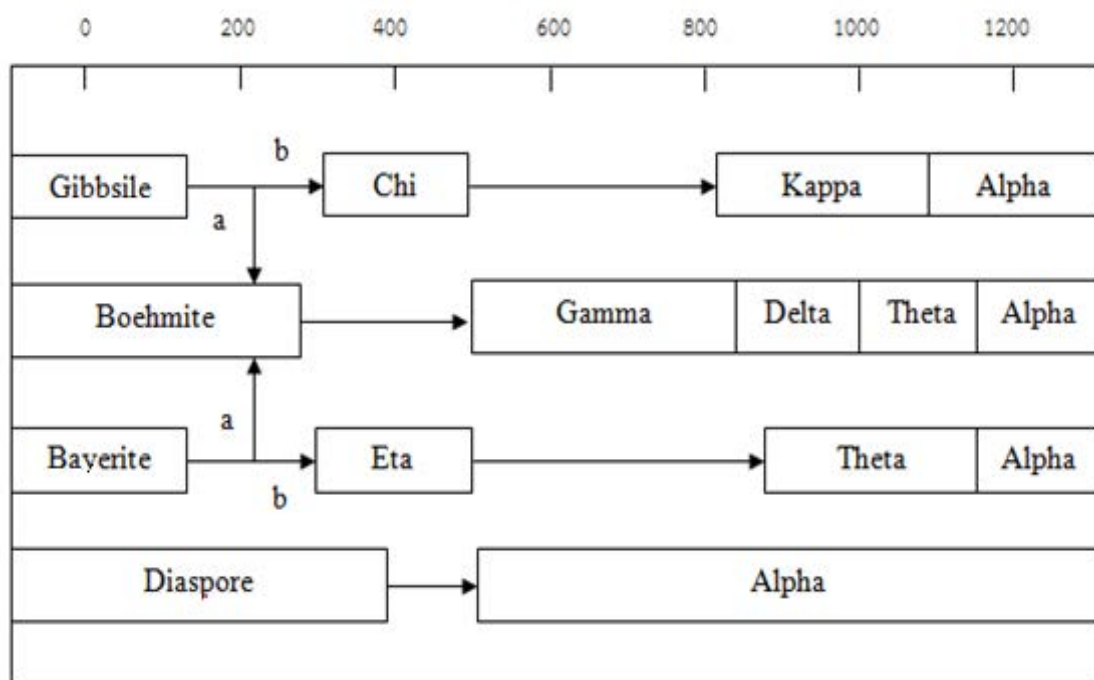 0 200 400 600 800 1000 1200
b
Gibbsile Chi Kappa Alpha
a
Boehmite Gamma Delta Theta Alpha
a
Bayerite Eta Theta Alpha
b
Diaspore Alpha